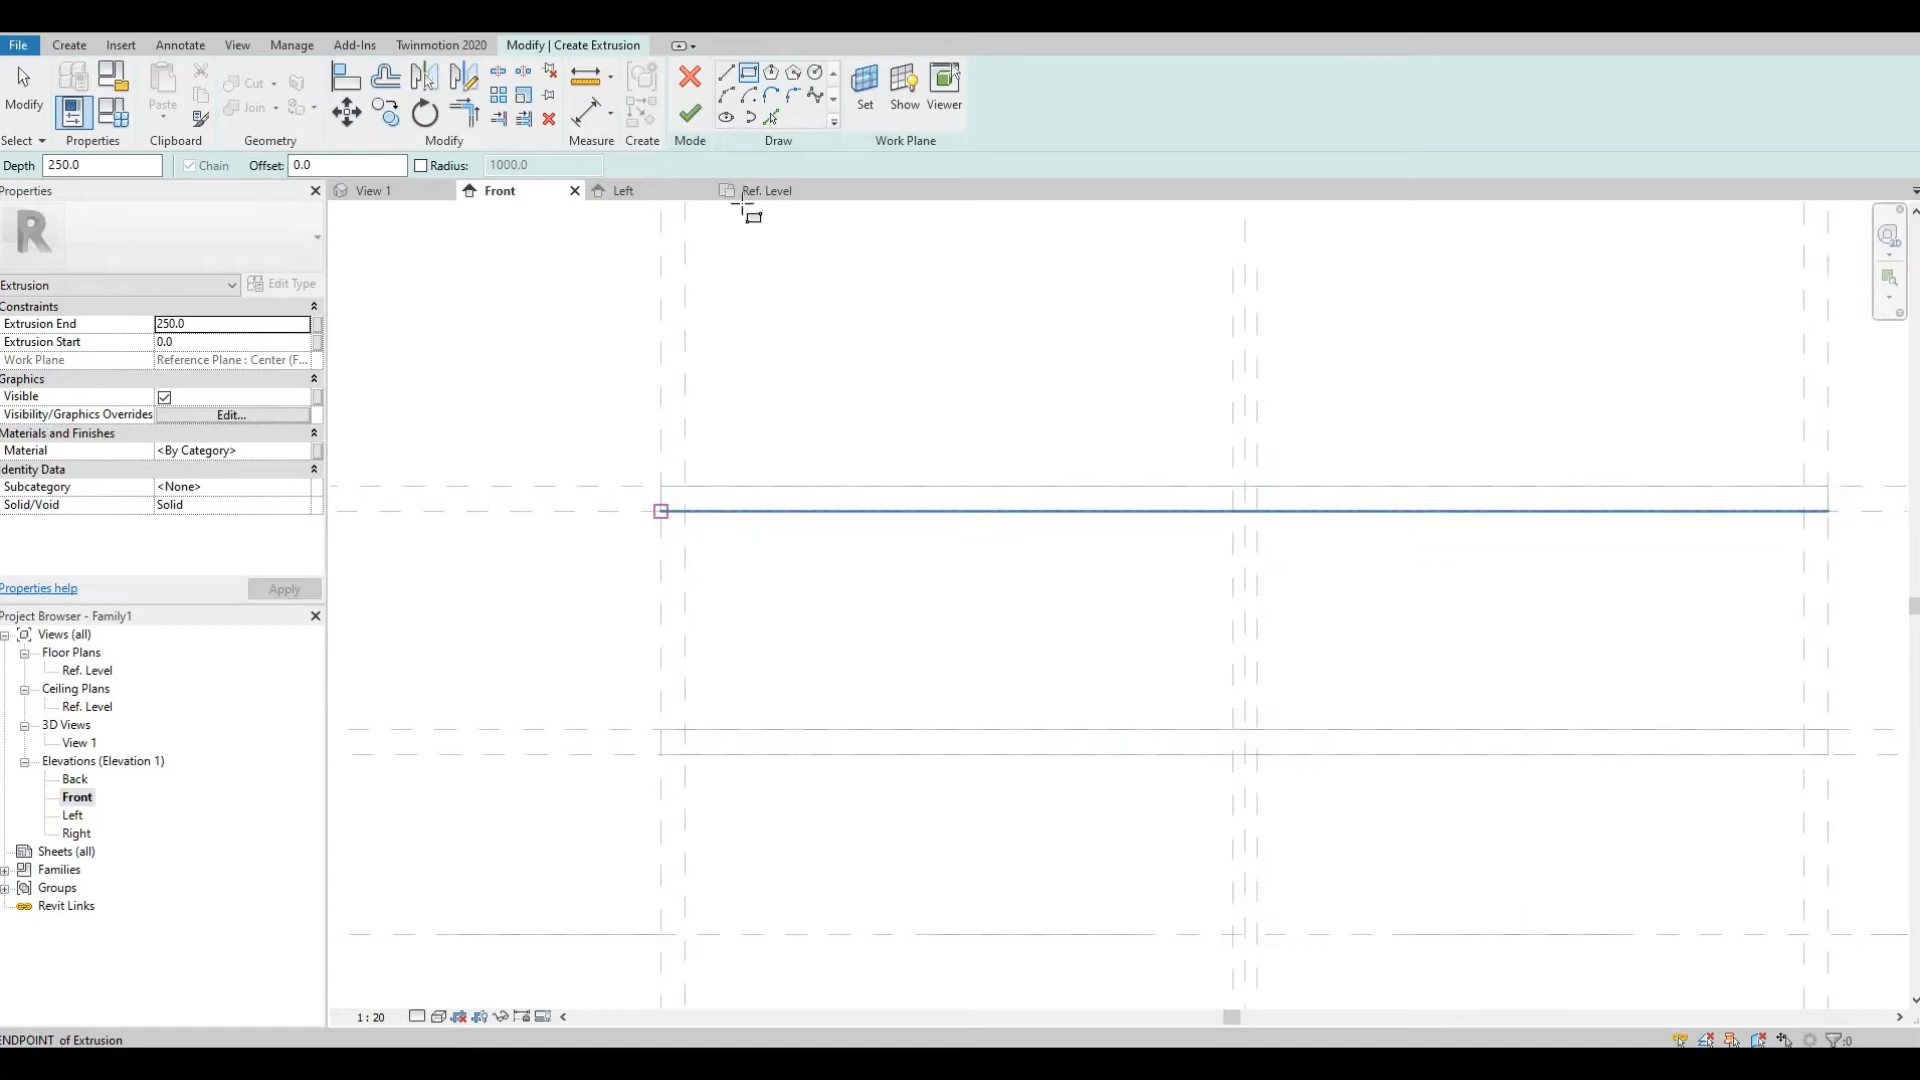 File Create Insert Annotate View Manage Add-Ins Twinmotion 2020 Modify | Create Extrusion
Modify Paste Cut Join Set Show Viewer
Select Properties Clipboard Geometry Modify Measure Create Mode Draw Work Plane
Depth 250.0 Chain Offset: 0.0 Radius: 1000.0
Properties
View 1 Front Left Ref. Level
R
Extrusion Edit Type
Constraints
Extrusion End 250.0
Extrusion Start 0.0
Work Plane Reference Plane : Center (F...
Graphics
Visible
Visibility/Graphics Overrides Edit...
Materials and Finishes
Material <By Category>
dentity Data
Subcategory <None>
Solid/Void Solid
Properties help Apply
Project Browser - Family1
Views (all)
Floor Plans
Ref. Level
Ceiling Plans
Ref. Level
3D Views
View 1
Elevations (Elevation 1)
Back
Front
Left
Right
Sheets (all)
Families
Groups
Revit Links
2D
1 : 20
ENDPOINT of Extrusion
:0